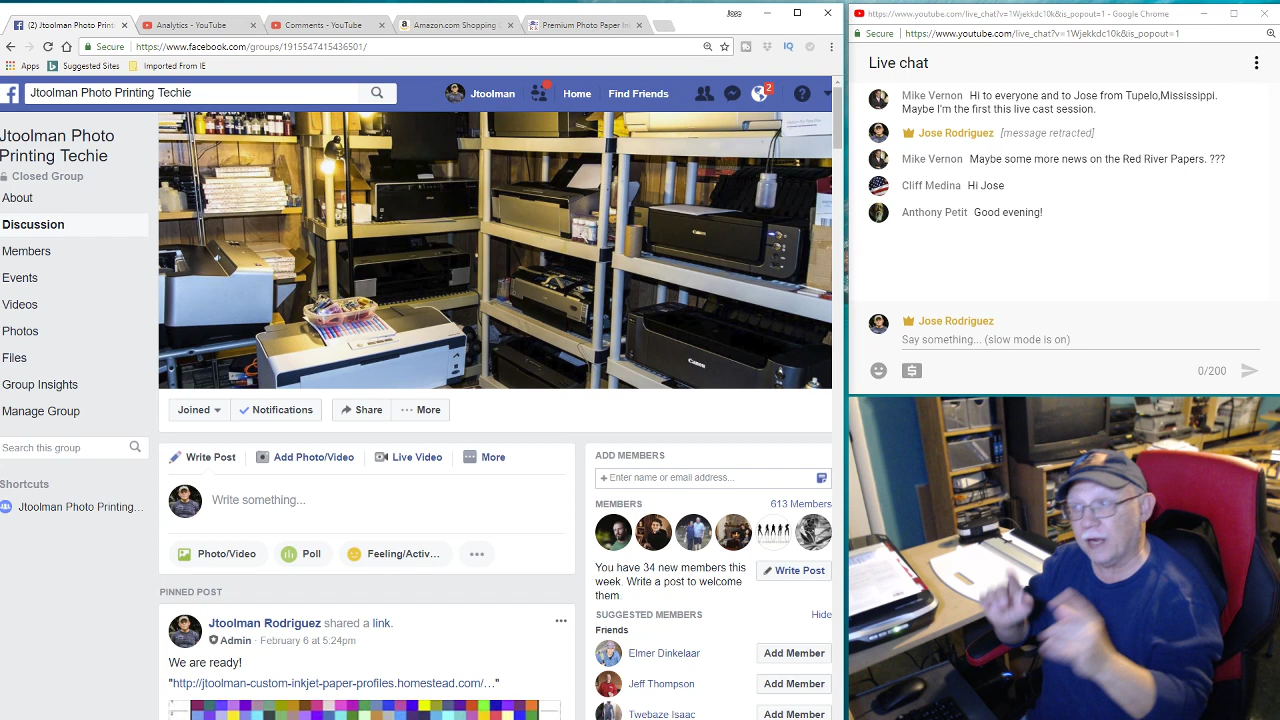 (2) Jtoolman Photo Print
Analytics - YouTube
Comments - YouTube
Amazon.com Shopping C
Premium Photo Paper In
Jose
Secure | https://www.facebook.com/groups/1915547415436501/
IQ
Apps
Suggested Sites
Imported From IE
Jtoolman Photo Printing Techie
Jtoolman
Home
Find Friends
2
Jtoolman Photo
Printing Techie
Closed Group
About
Discussion
Members
Events
Videos
Photos
Files
Group Insights
Manage Group
Search this group
Shortcuts
Jtoolman Photo Printing...
Canon
Canon
Joined
Notifications
Share
More
Write Post
Add Photo/Video
Live Video
More
Write something...
Photo/Video
Poll
Feeling/Activ...
PINNED POST
Jtoolman Rodriguez shared a link.
Admin · February 6 at 5:24pm
We are ready!
"http://jtoolman-custom-inkjet-paper-profiles.homestead.com/..."
ADD MEMBERS
+ Enter name or email address...
MEMBERS
613 Members
You have 34 new members this
week. Write a post to welcome
them.
Write Post
SUGGESTED MEMBERS
Hide
Friends
Elmer Dinkelaar
Add Member
Jeff Thompson
Add Member
Twebaze Isaac
Add Member
https://www.youtube.com/live_chat?v=1Wjekkdc10k&is_popout=1 - Google Chrome
Secure | https://www.youtube.com/live_chat?v=1Wjekkdc10k&is_popout=1
Live chat
Mike Vernon Hi to everyone and to Jose from Tupelo,Mississippi.
Maybe I'm the first this live cast session.
Jose Rodriguez [message retracted]
Mike Vernon Maybe some more news on the Red River Papers. ???
Cliff Medina Hi Jose
Anthony Petit Good evening!
Jose Rodriguez
Say something... (slow mode is on)
0/200